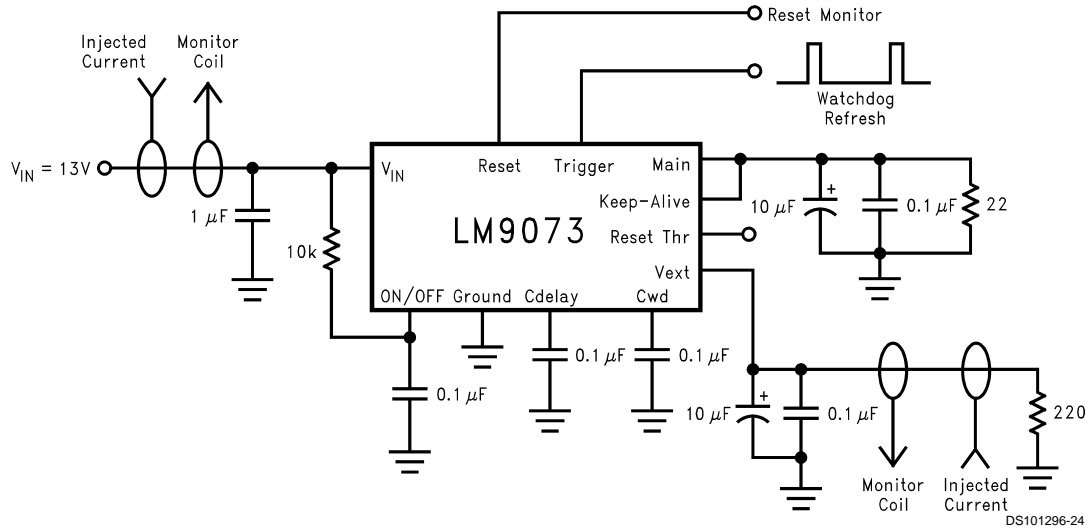 Reset Monitor
Injected
Current
Monitor
Coil
Watchdog
Refresh
V_IN = 13V
1 μF
10k
V_IN
Reset
Trigger
Main
Keep-Alive
Reset Thr
Vext
LM9073
ON/OFF
Ground
Cdelay
Cwd
10 μF
+
0.1 μF
22
0.1 μF
0.1 μF
0.1 μF
10 μF
+
0.1 μF
220
Monitor
Coil
Injected
Current
DS101296-24